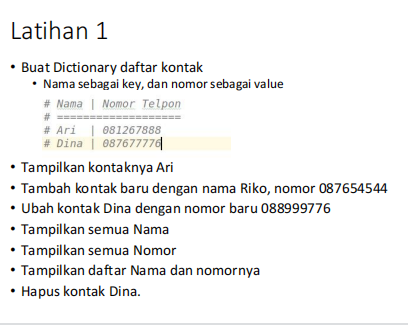 Latihan 1
• Buat Dictionary daftar kontak
• Nama sebagai key, dan nomor sebagai value
# Nama | Nomor Telpon
# ===================
# Ari | 081267888
# Dina | 087677776
• Tampilkan kontaknya Ari
• Tambah kontak baru dengan nama Riko, nomor 087654544
• Ubah kontak Dina dengan nomor baru 088999776
• Tampilkan semua Nama
• Tampilkan semua Nomor
• Tampilkan daftar Nama dan nomornya
• Hapus kontak Dina.